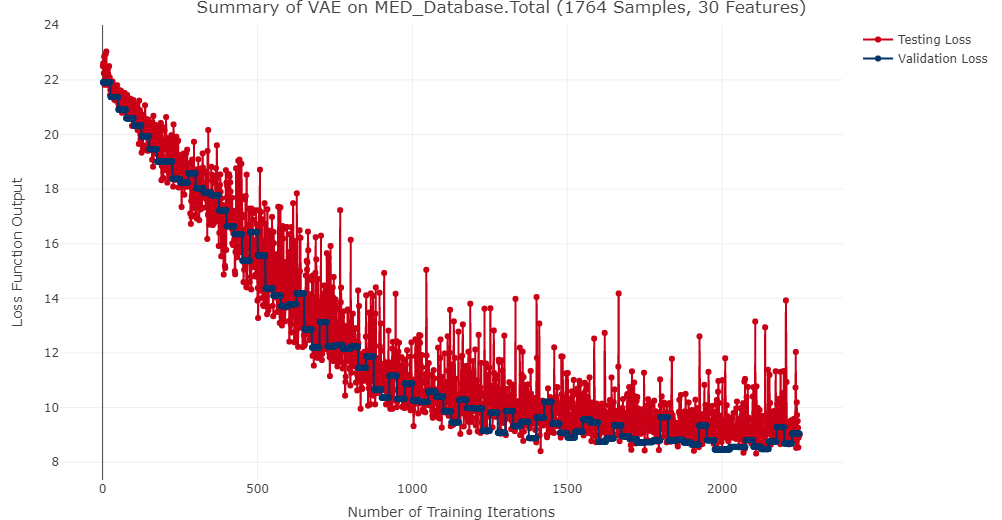 Summary of VAE on MED_Database.Total (1764 Samples, 30 Features)
24
22
20
18
16
14
12
10
8
Loss Function Output
0
500
1000
1500
2000
Number of Training Iterations
Testing Loss
Validation Loss